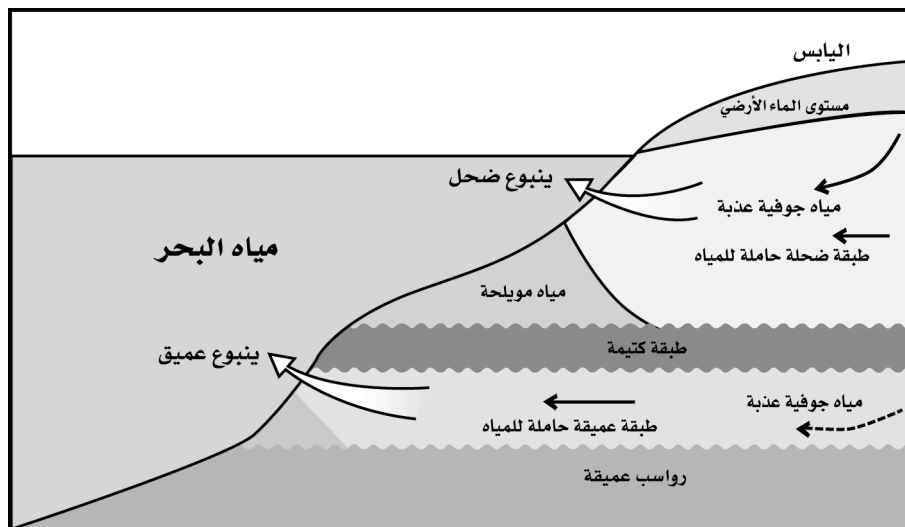 اليابس
مستوى الماء الأرضي
ينبوع ضحل
مياه جوفية عذبة
طبقة ضحلة حاملة للمياه
مياه البحر
مياه مويلحة
طبقة كتيمة
ينبوع عميق
مياه جوفية عذبة
طبقة عميقة حاملة للمياه
رواسب عميقة